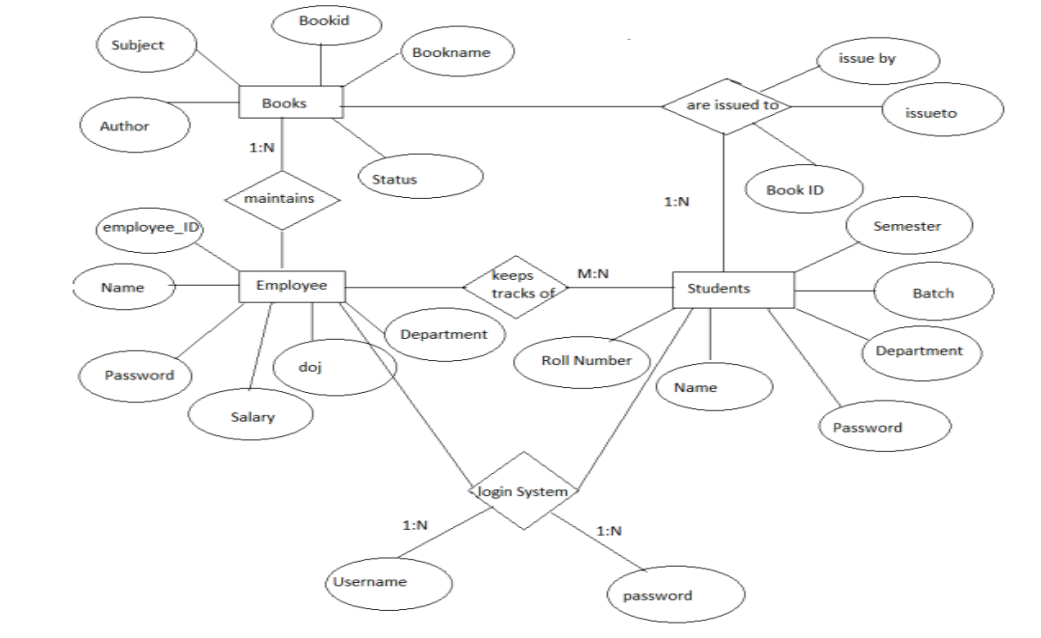 Bookid
Subject
Bookname
issue by
Books
are issued to
issueto
Author
1:N
Status
Book ID
maintains
1:N
employee_ID
Semester
keeps
tracks of
M:N
Name
Employee
Students
Batch
Department
Department
Roll Number
doj
Password
Name
Salary
Password
login System
1:N
1:N
Username
password